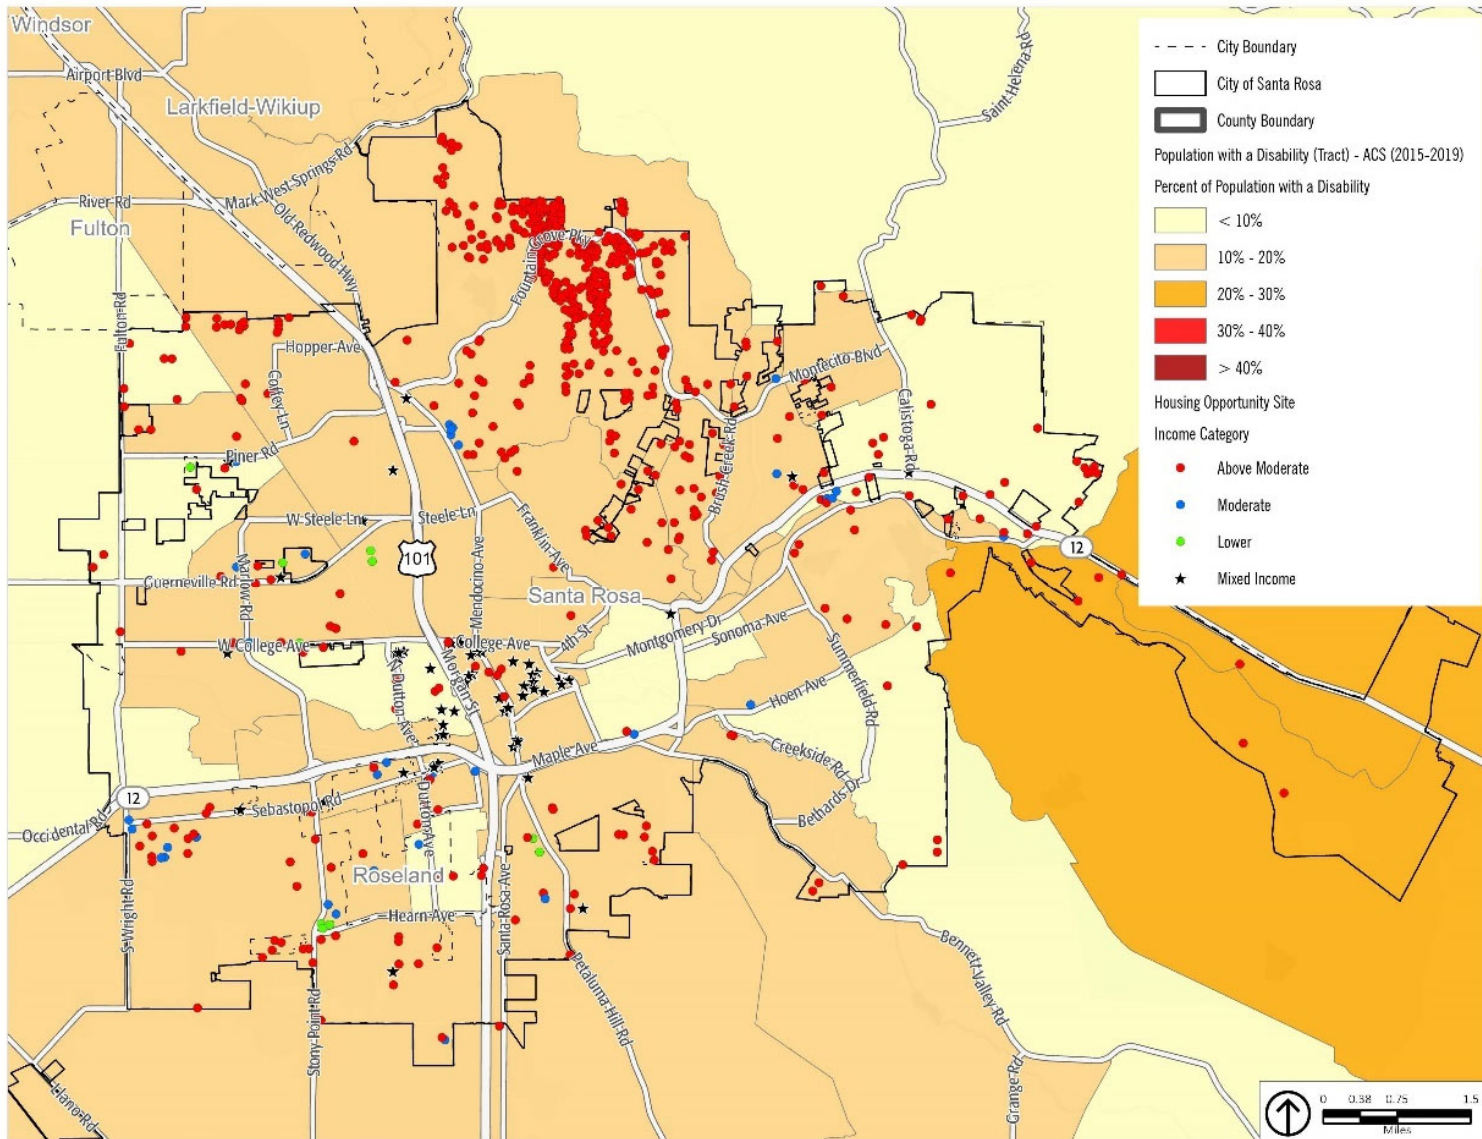 Windsor
Airport Blvd
Larkfield-Wikiup
Saint Helena Rd
Mark West Springs Rd
River Rd
Fulton
Old Redwood Hwy
Fountain Grove Pky
Fulton Rd
Hopper Ave
Coffey Ln
Montecito Blvd
Calistoga Rd
Piner Rd
Brush Creek Rd
W Steele Ln
Steele Ln
Franklin Ave
101
12
Marlow Rd
Mendocino Ave
Guerneville Rd
Santa Rosa
W College Ave
College Ave
4th St
Montgomery Dr
Sonoma Ave
Summerfield Rd
N Dutton Ave
Morgan St
Hoen Ave
Maple Ave
Creekside Rd
12
Sebastopol Rd
Occidental Rd
Dutton Ave
Bethards Dr
Roseland
S Wright Rd
Hearn Ave
Santa Rosa Ave
Bennett Valley Rd
Petaluma Hill Rd
Stony Point Rd
Grange Rd
Llano Rd
City Boundary
City of Santa Rosa
County Boundary
Population with a Disability (Tract) - ACS (2015-2019)
Percent of Population with a Disability
< 10%
10% - 20%
20% - 30%
30% - 40%
> 40%
Housing Opportunity Site
Income Category
Above Moderate
Moderate
Lower
Mixed Income
0 0.38 0.75 1.5
Miles